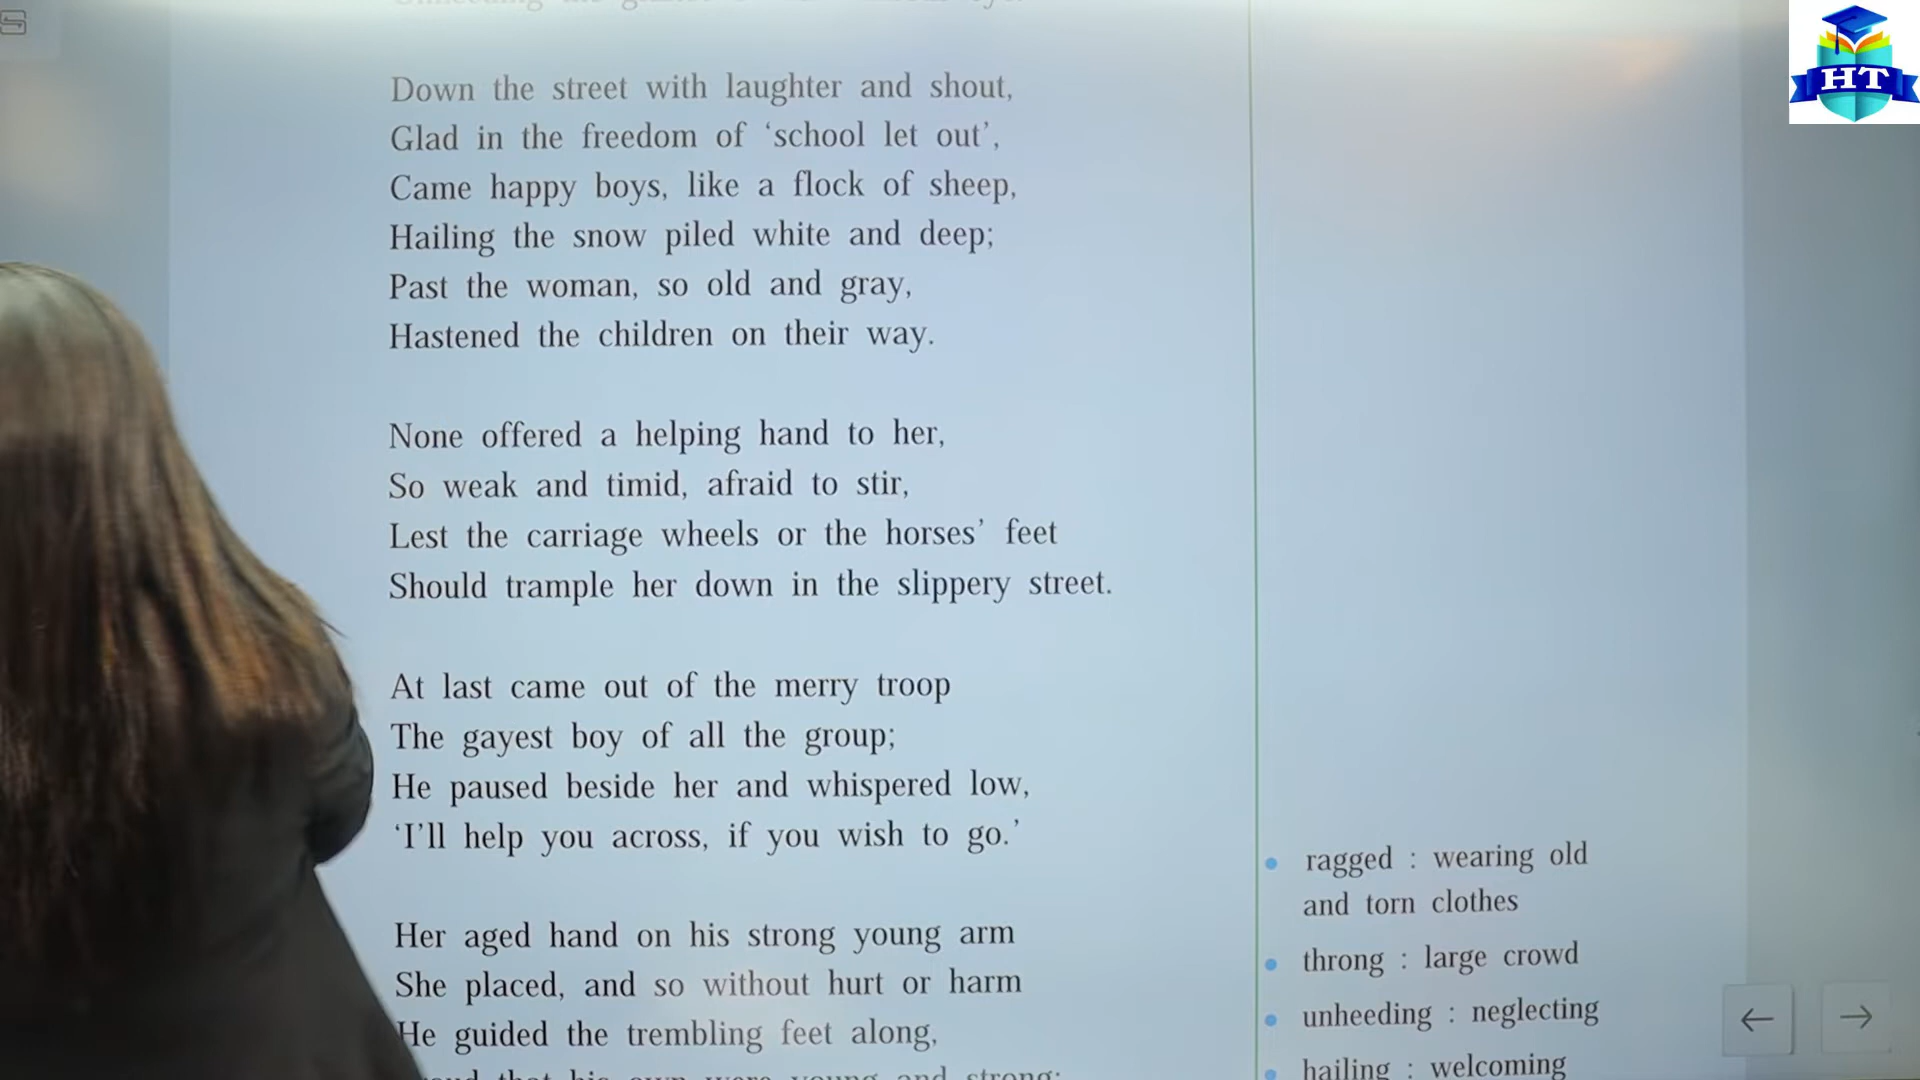 Down the street with laughter and shout,
Glad in the freedom of ‘school let out’,
Came happy boys, like a flock of sheep,
Hailing the snow piled white and deep;
Past the woman, so old and gray,
Hastened the children on their way.
None offered a helping hand to her,
So weak and timid, afraid to stir,
Lest the carriage wheels or the horses’ feet
Should trample her down in the slippery street.
At last came out of the merry troop
The gayest boy of all the group;
He paused beside her and whispered low,
‘I’ll help you across, if you wish to go.’
Her aged hand on his strong young arm
She placed, and so without hurt or harm
He guided the trembling feet along,
that his own were young and strong;
ragged : wearing old
and torn clothes
throng : large crowd
unheeding : neglecting
hailing : welcoming
HT